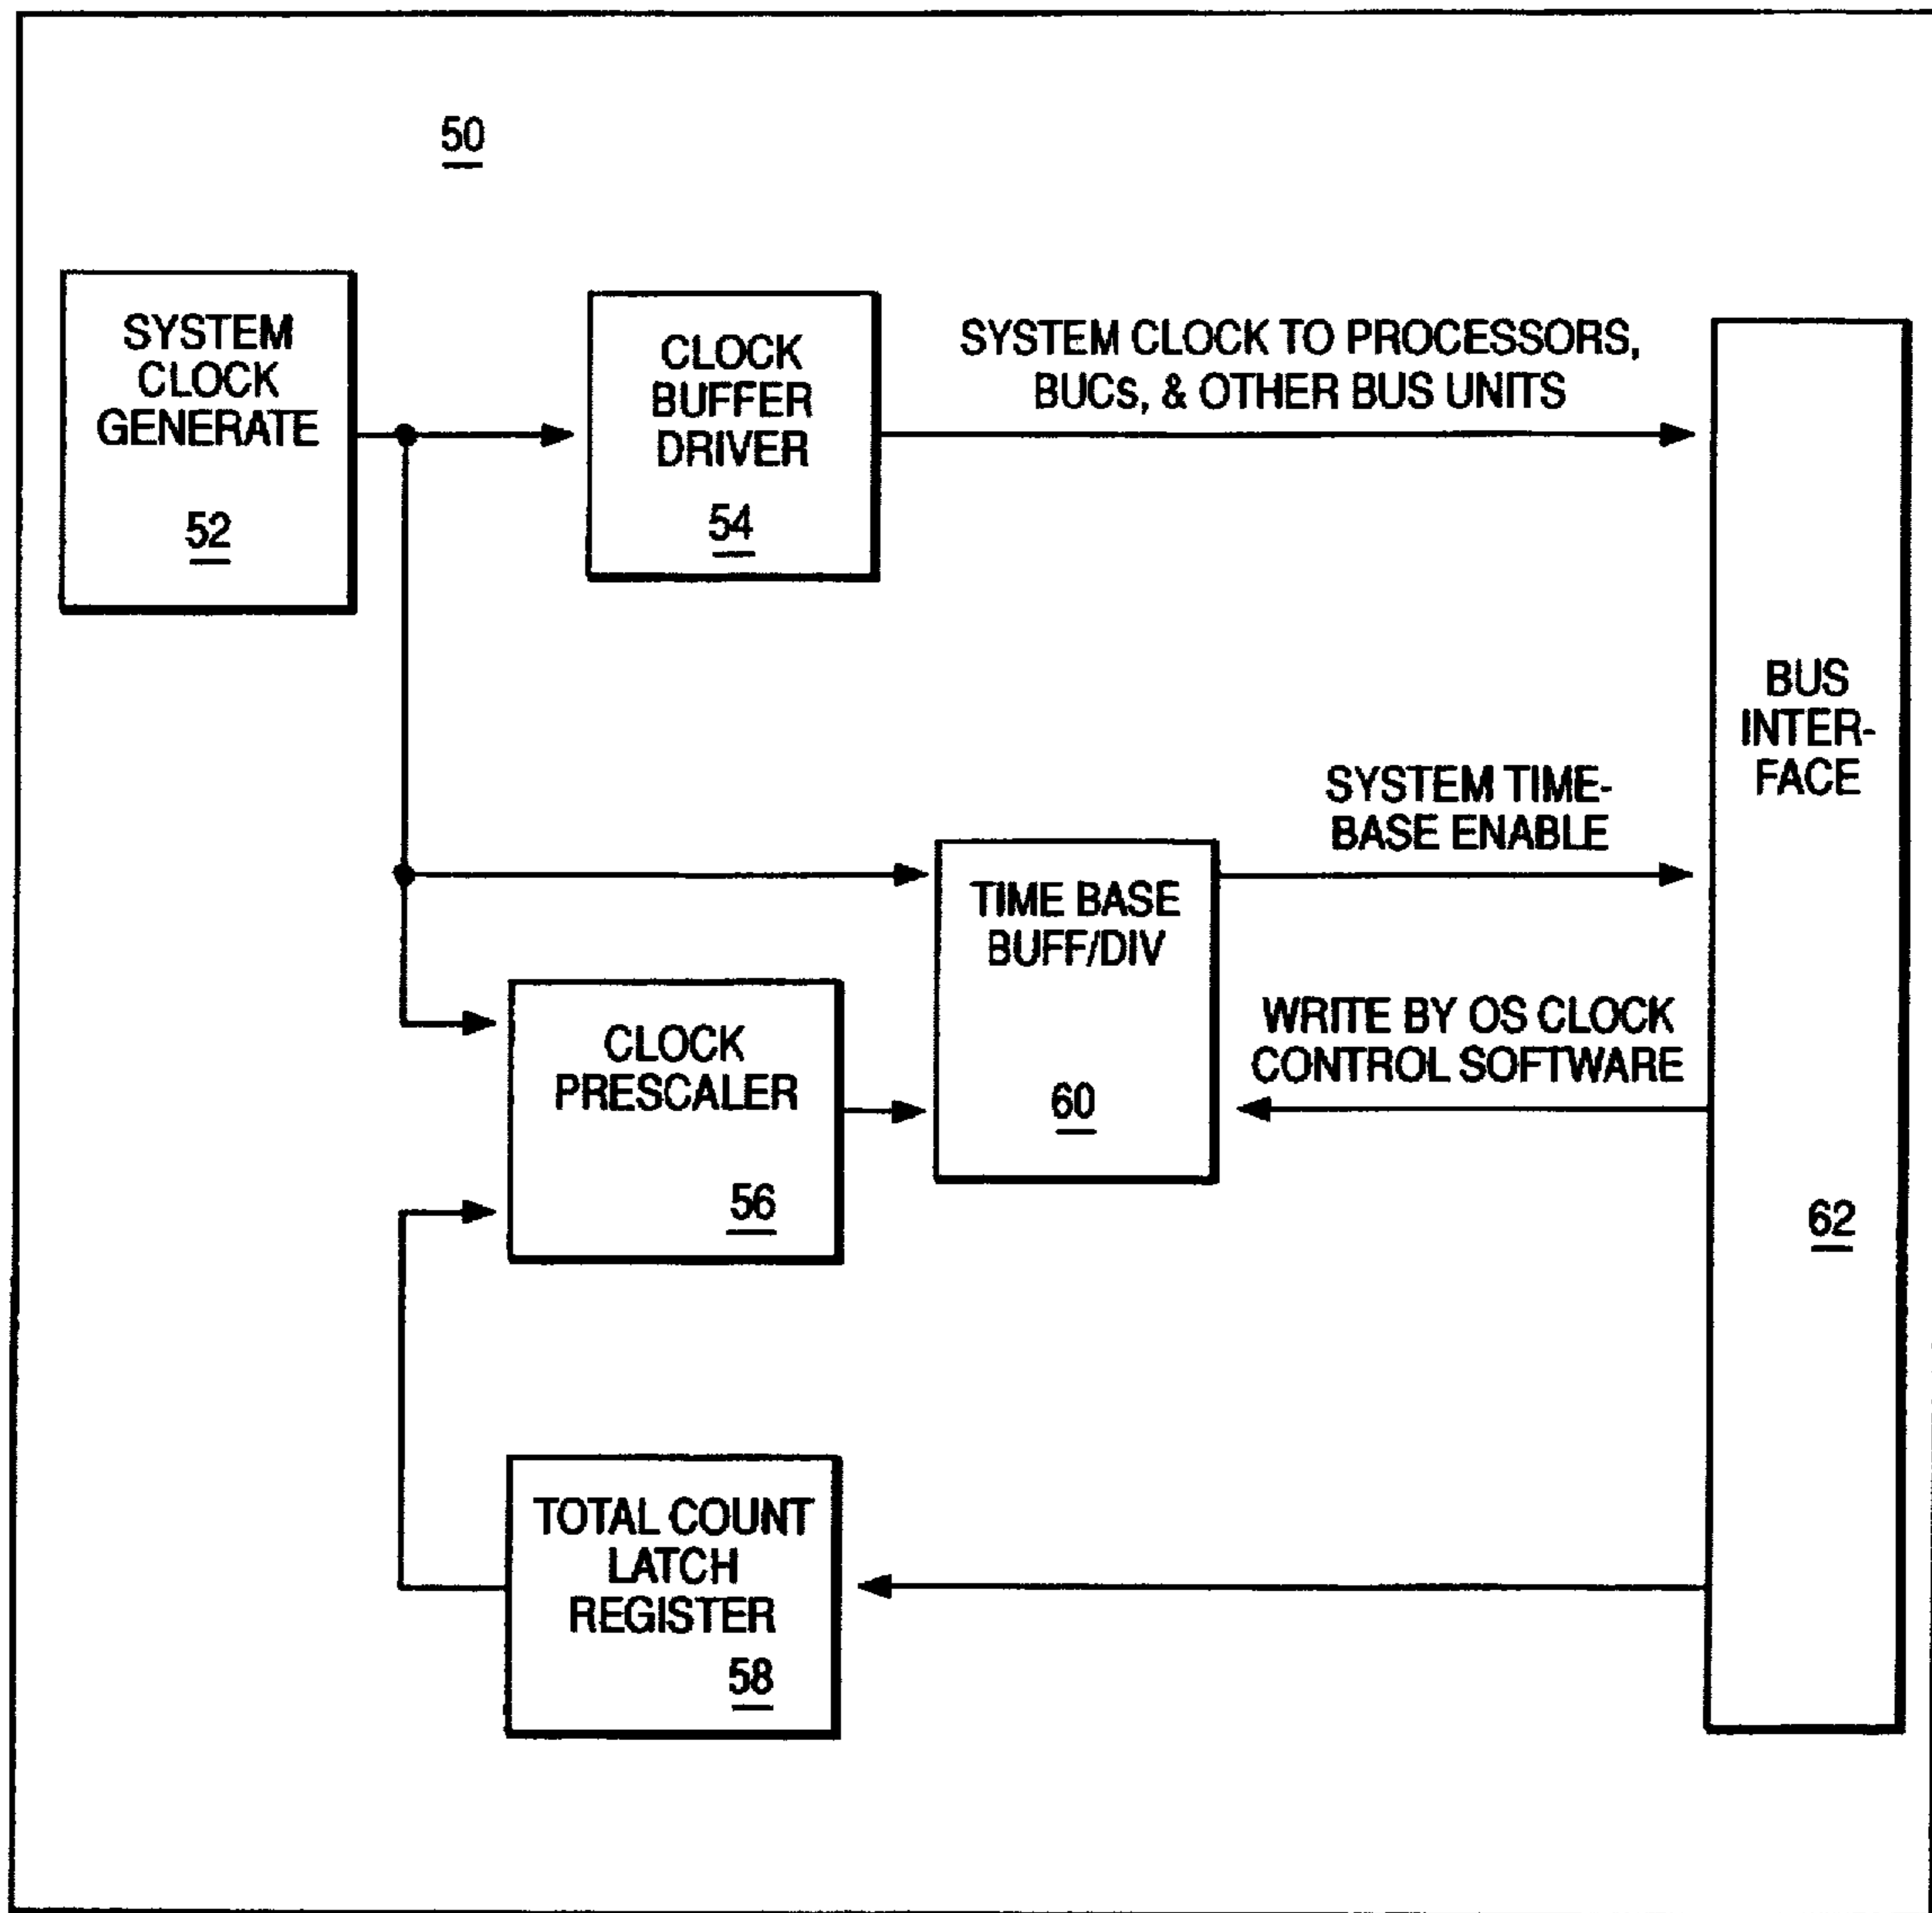 50
SYSTEM
CLOCK
GENERATE
52
CLOCK
BUFFER
DRIVER
54
SYSTEM CLOCK TO PROCESSORS,
BUCs, & OTHER BUS UNITS
BUS
INTER-
FACE
62
SYSTEM TIME-
BASE ENABLE
TIME BASE
BUFF/DIV
60
WRITE BY OS CLOCK
CONTROL SOFTWARE
CLOCK
PRESCALER
56
TOTAL COUNT
LATCH
REGISTER
58